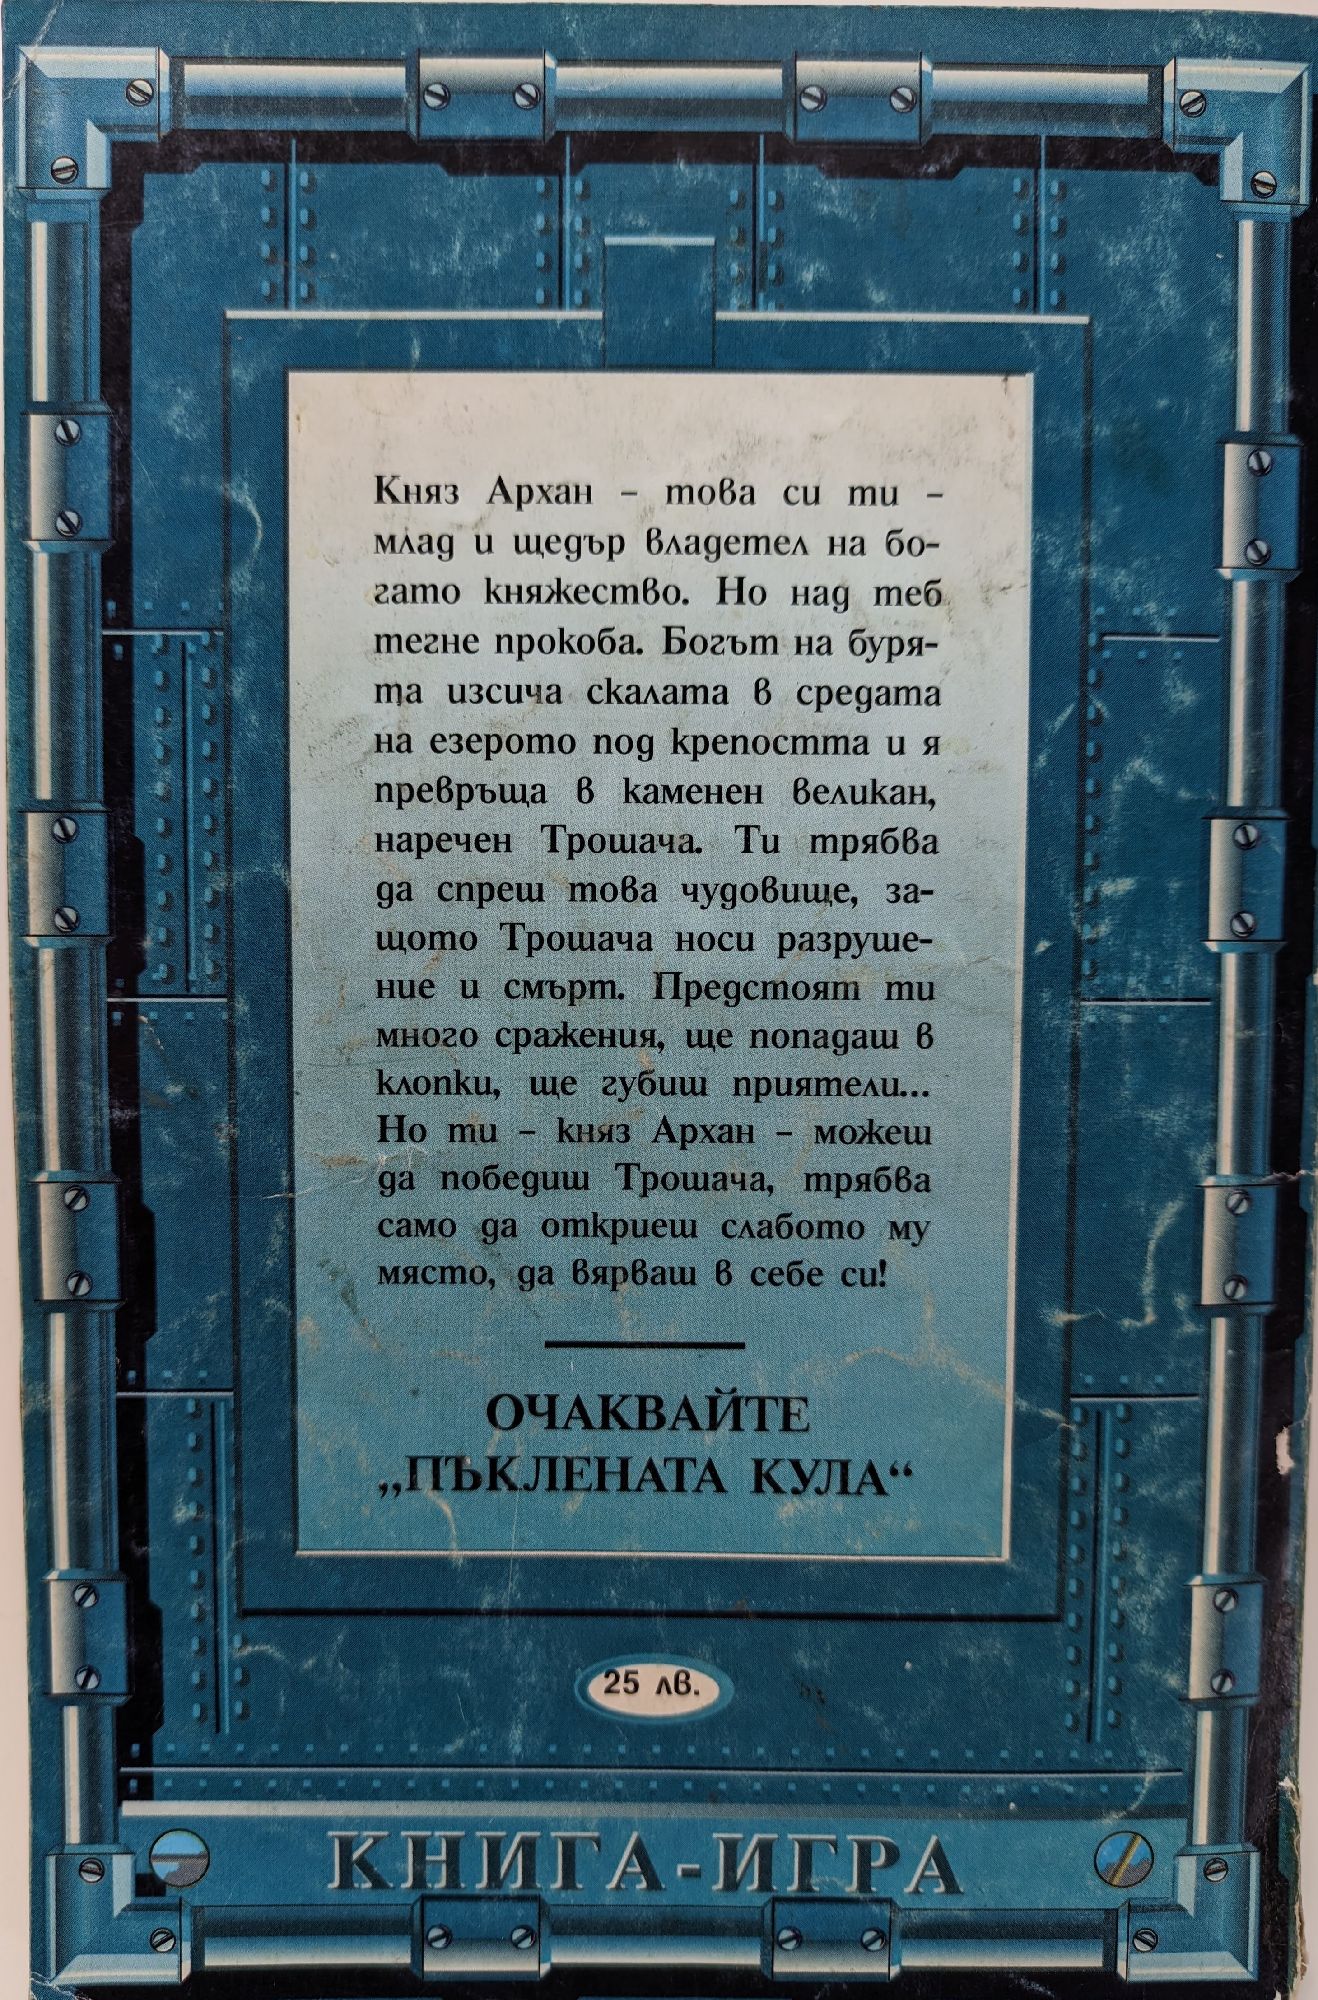 Княз Архан – това си ти –
млад и щедър владетел на бо-
гато княжество. Но над теб
тегне прокоба. Богът на буря-
та изсича скалата в средата
на езерото под крепостта и я
превръща в каменен великан,
наречен Трошача. Ти трябва
да спреш това чудовище, за-
щото Трошача носи разруше-
ние и смърт. Предстоят ти
много сражения, ще попадаш в
клопки, ще губиш приятели...
Но ти – княз Архан – можеш
да победиш Трошача, трябва
само да откриеш слабото му
място, да вярваш в себе си!
ОЧАКВАЙТЕ
„ПЪКЛЕНАТА КУЛА“
25 лв.
КНИГА-ИГРА